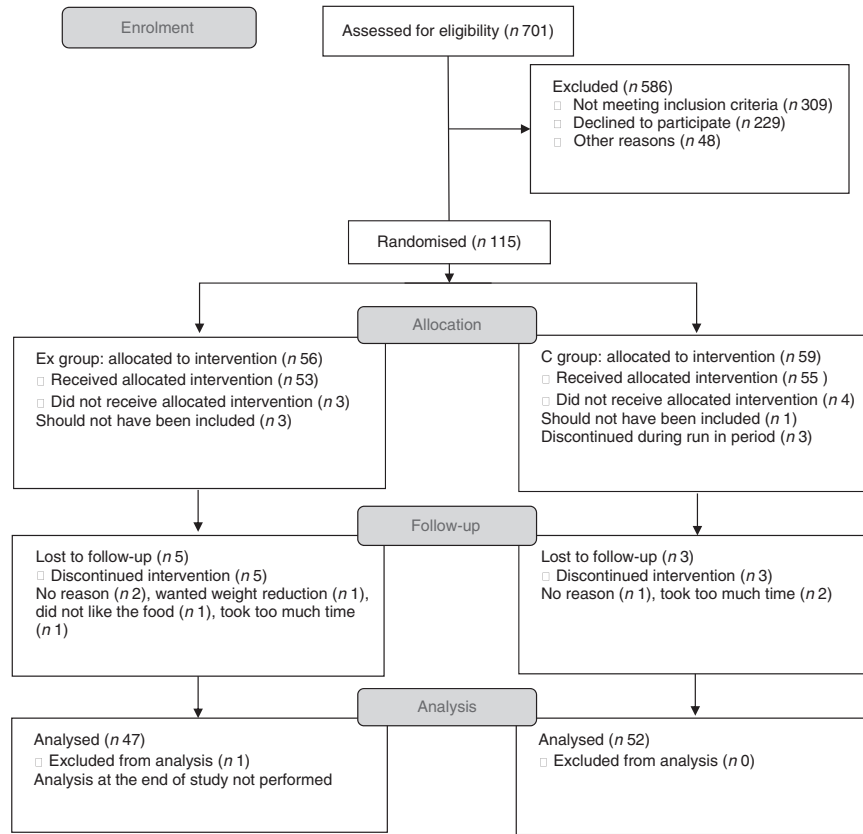 Enrolment
Assessed for eligibility (n 701)
Excluded (n 586)
Not meeting inclusion criteria (n 309)
Declined to participate (n 229)
Other reasons (n 48)
Randomised (n 115)
Allocation
Ex group: allocated to intervention (n 56)
Received allocated intervention (n 53)
Did not receive allocated intervention (n 3)
Should not have been included (n 3)
C group: allocated to intervention (n 59)
Received allocated intervention (n 55 )
Did not receive allocated intervention (n 4)
Should not have been included (n 1)
Discontinued during run in period (n 3)
Follow-up
Lost to follow-up (n 5)
Discontinued intervention (n 5)
No reason (n 2), wanted weight reduction (n 1),
did not like the food (n 1), took too much time
(n 1)
Lost to follow-up (n 3)
Discontinued intervention (n 3)
No reason (n 1), took too much time (n 2)
Analysis
Analysed (n 47)
Excluded from analysis (n 1)
Analysis at the end of study not performed
Analysed (n 52)
Excluded from analysis (n 0)